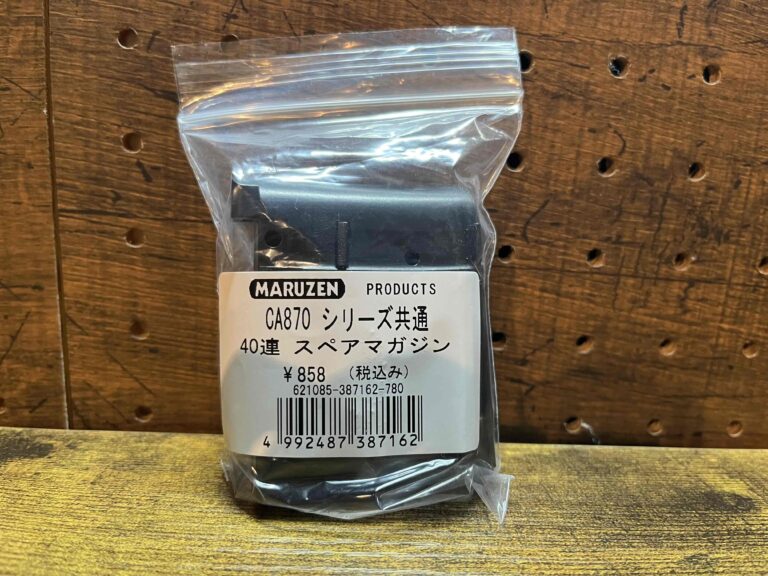 MARUZEN PRODUCTS
CA870 シリーズ共通
40連 スペアマガジン
¥858 (税込み)
621085-387162-780
4 992487 387162